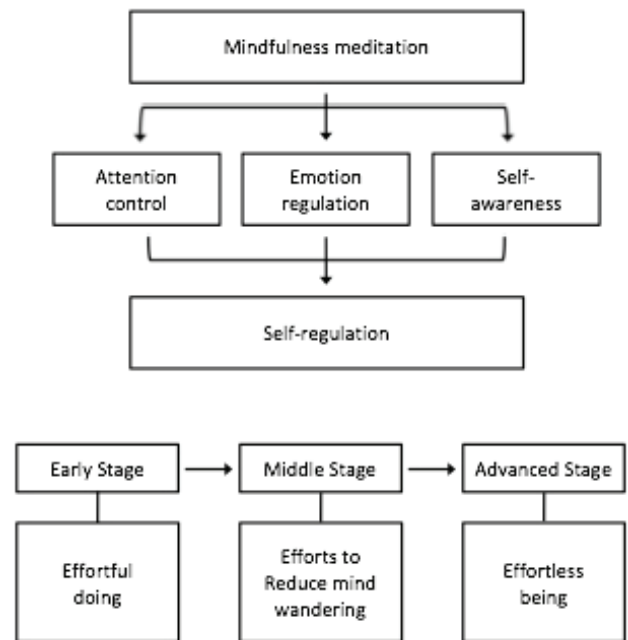 Mindfulness meditation
Attention
control
Emotion
regulation
Self-
awareness
Self-regulation
Early Stage
Middle Stage
Advanced Stage
Effortful
doing
Efforts to
Reduce mind
wandering
Effortless
being